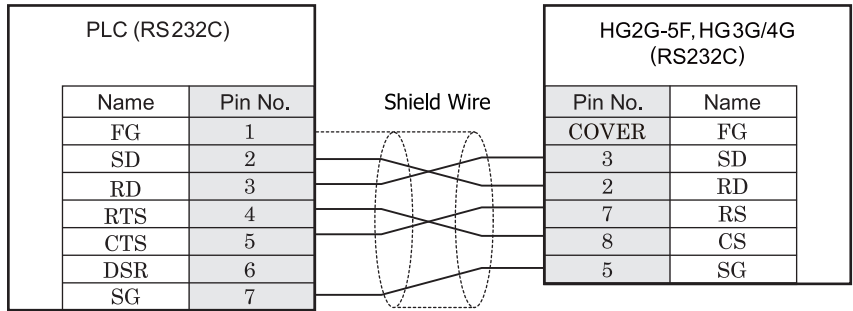 PLC (RS232C)
HG2G-5F, HG3G/4G
(RS232C)
Name Pin No. Shield Wire Pin No. Name
FG 1 COVER FG
SD 2 3 SD
RD 3 2 RD
RTS 4 7 RS
CTS 5 8 CS
DSR 6 5 SG
SG 7